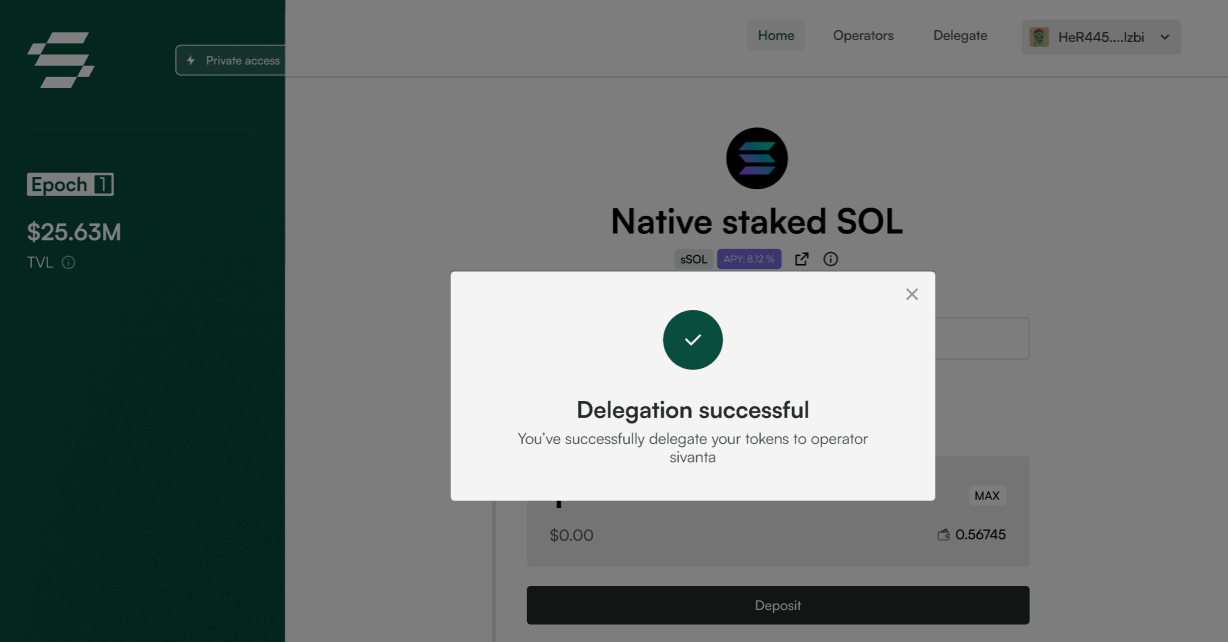 Private access
Home
Operators
Delegate
HeR445....lzbi
Epoch 1
$25.63M
TVL
Native staked SOL
sSOL
APY: 8.12 %
Delegation successful
You've successfully delegate your tokens to operator
sivanta
MAX
$0.00
0.56745
Deposit